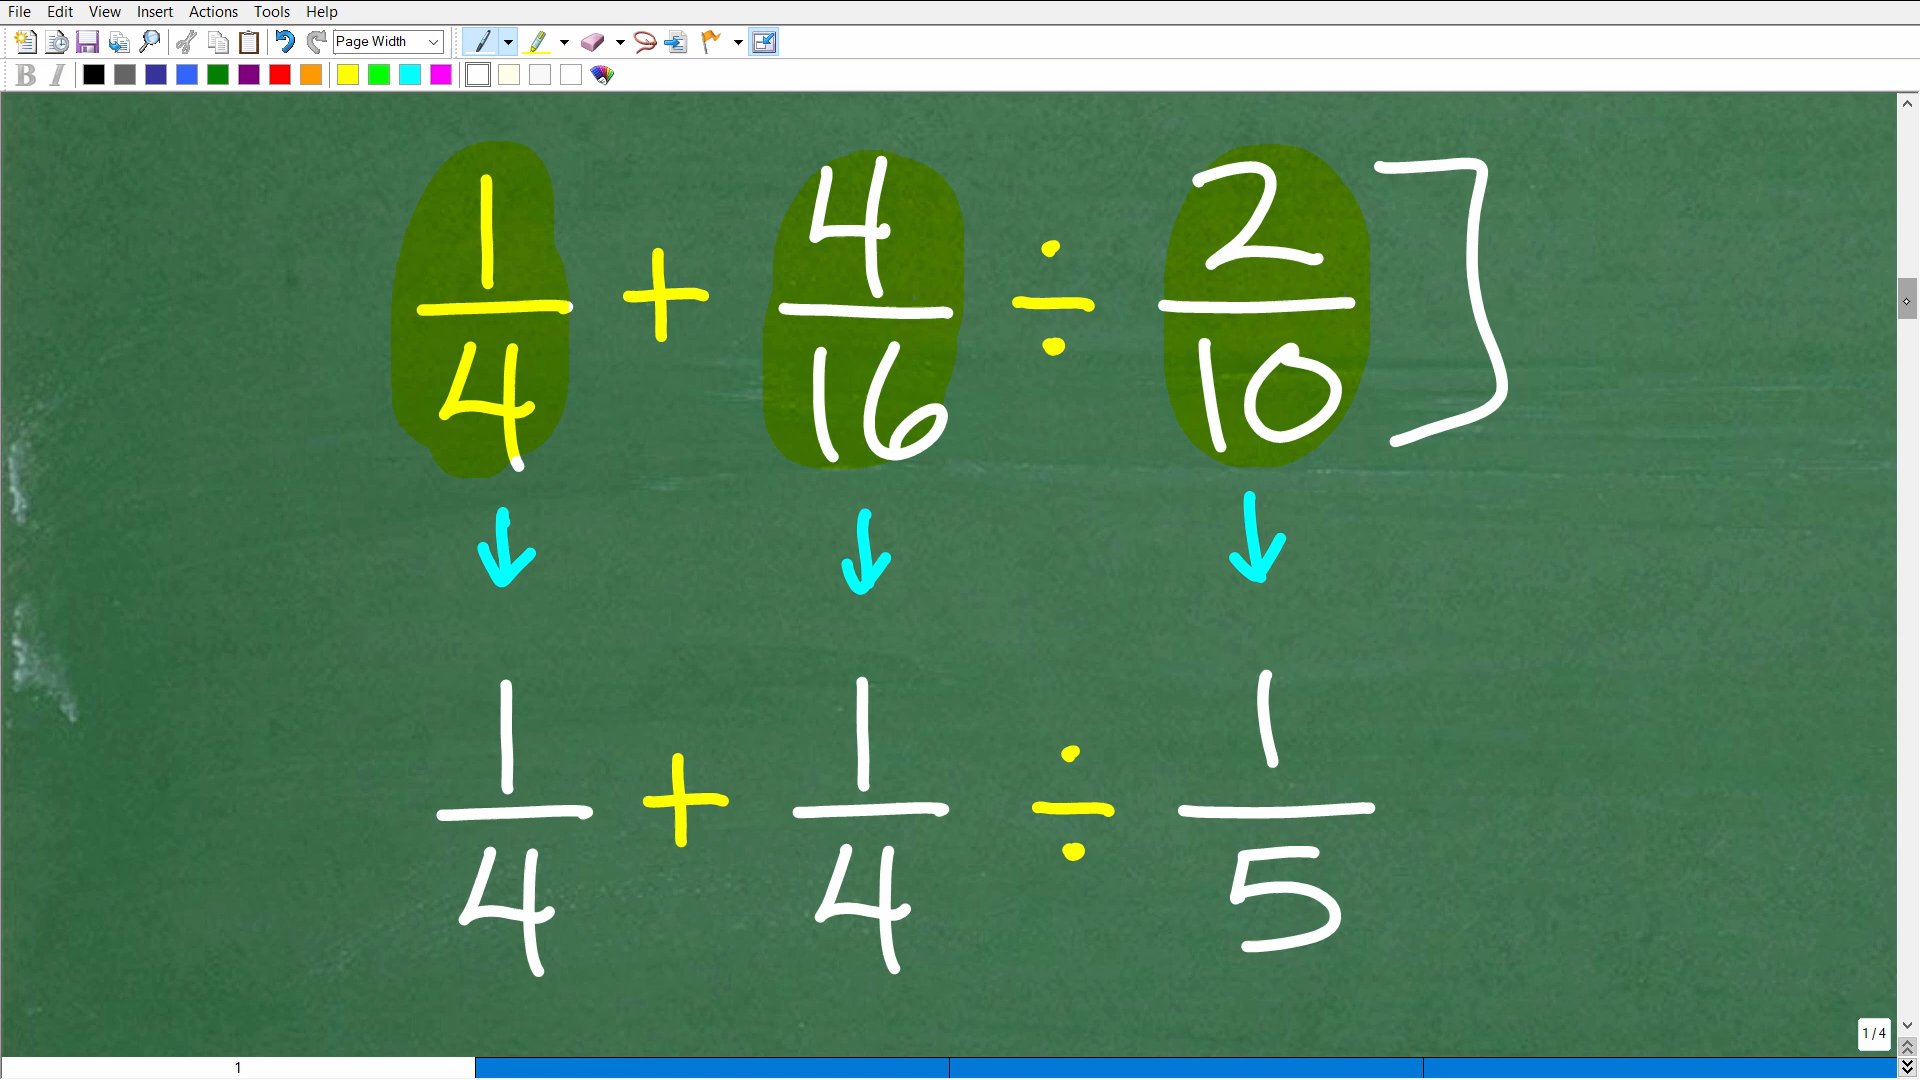 File Edit View Insert Actions Tools Help
Page Width
B I
1/4 + 4/16 ÷ 2/10 ]
1/4 + 1/4 ÷ 1/5
1 / 4
1